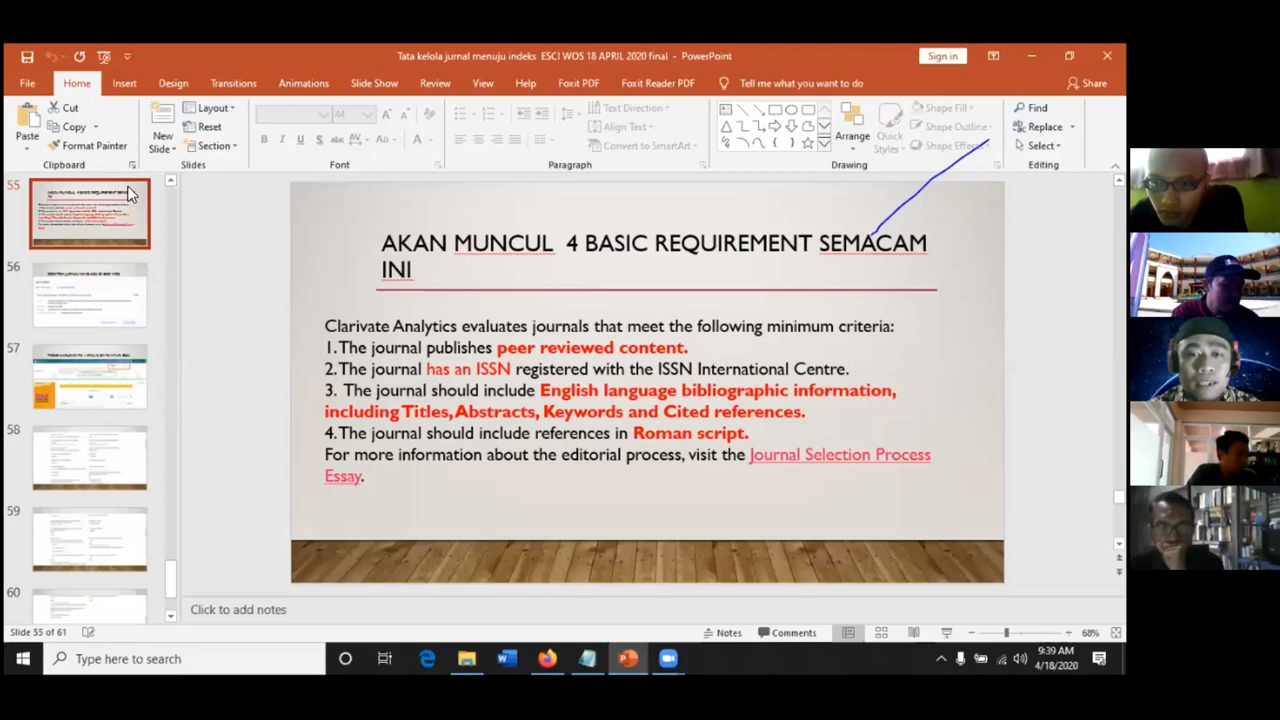 Tata kelola jurnal menuju indeks ESCI WOS 18 APRIL 2020 final - PowerPoint
Sign in
File Home Insert Design Transitions Animations Slide Show Review View Help Foxit PDF Foxit Reader PDF Tell me what you want to do Share
Cut
Copy
Format Painter
Paste
Clipboard
New
Slide
Layout
Reset
Section
Slides
44
Font
Text Direction
Align Text
Convert to SmartArt
Paragraph
Arrange
Quick
Styles
Shape Fill
Shape Outline
Shape Effects
Drawing
Find
Replace
Select
Editing
55
56
57
58
59
60
AKAN MUNCUL 4 BASIC REQUIREMENT SEMACAM
INI
Clarivate Analytics evaluates journals that meet the following minimum criteria:
1.The journal publishes peer reviewed content.
2.The journal has an ISSN registered with the ISSN International Centre.
3. The journal should include English language bibliographic information,
including Titles, Abstracts, Keywords and Cited references.
4.The journal should include references in Roman script.
For more information about the editorial process, visit the Journal Selection Process
Essay.
Click to add notes
Slide 55 of 61
Notes
Comments
68%
Type here to search
9:39 AM
4/18/2020